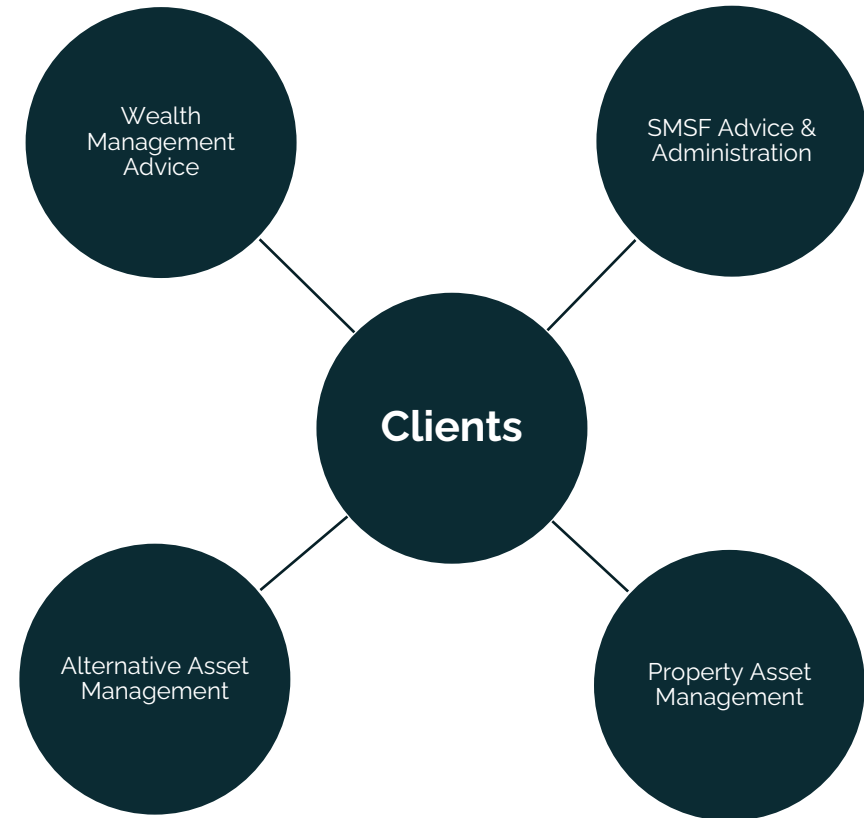 Wealth
Management
Advice
SMSF Advice &
Administration
Clients
Alternative Asset
Management
Property Asset
Management